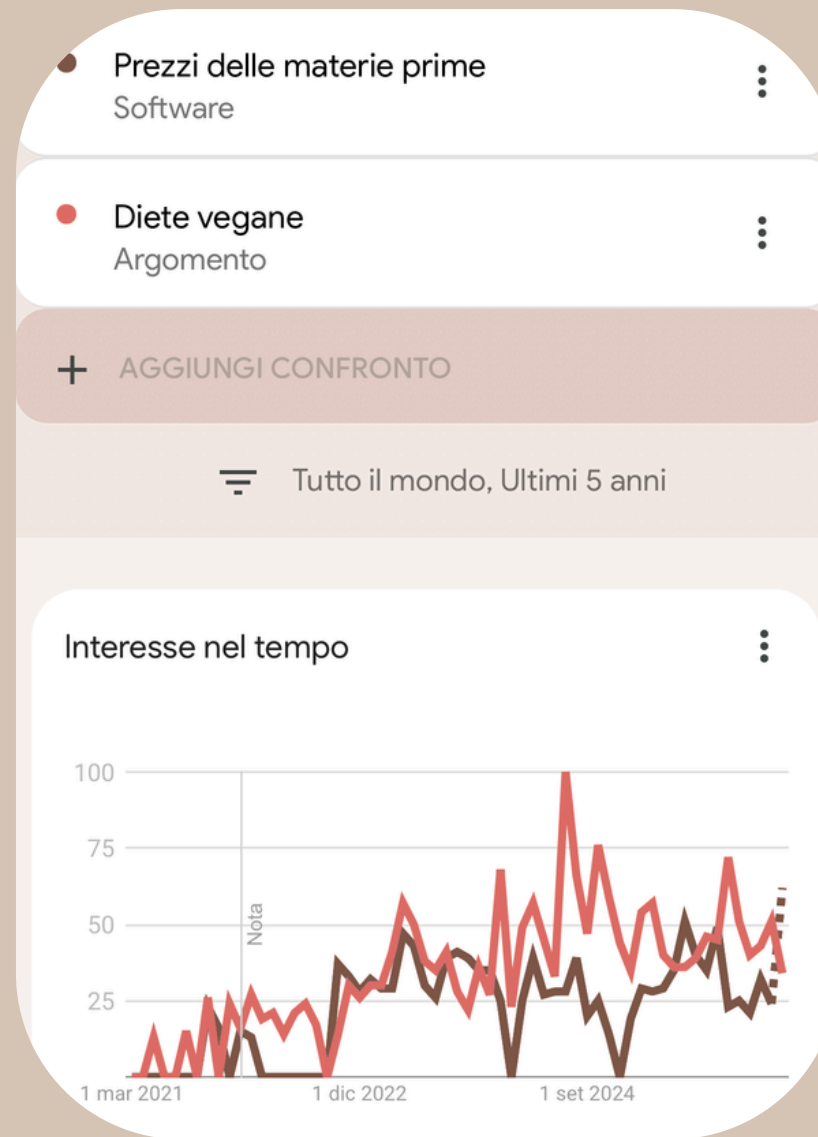 Prezzi delle materie prime
Software
Diete vegane
Argomento
AGGIUNGI CONFRONTO
Tutto il mondo, Ultimi 5 anni
Interesse nel tempo
100
75
50
25
Nota
1 mar 2021
1 dic 2022
1 set 2024